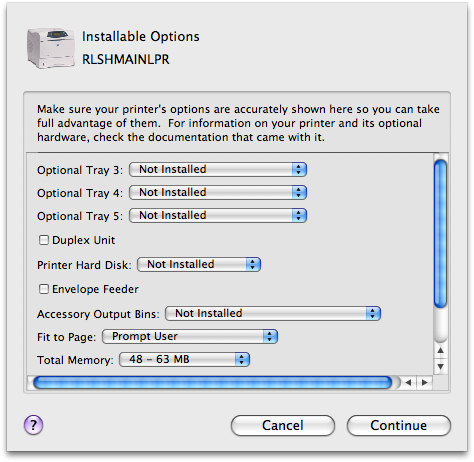 Installable Options
RLSHMAINLPR
Make sure your printer's options are accurately shown here so you can take
full advantage of them.  For information on your printer and its optional
hardware, check the documentation that came with it.
Optional Tray 3: Not Installed
Optional Tray 4: Not Installed
Optional Tray 5: Not Installed
Duplex Unit
Printer Hard Disk: Not Installed
Envelope Feeder
Accessory Output Bins: Not Installed
Fit to Page: Prompt User
Total Memory: 48 – 63 MB
? Cancel Continue